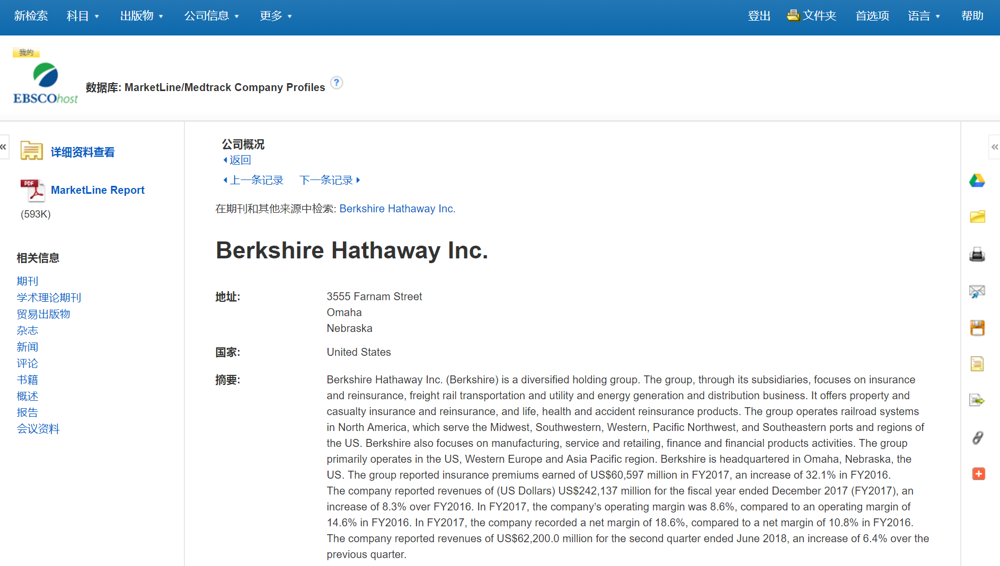 新检索 科目 出版物 公司信息 更多 登出 文件夹 首选项 语言 帮助
我的
EBSCOhost
数据库: MarketLine/Medtrack Company Profiles ?
详细资料查看
PDF
MarketLine Report
(593K)
相关信息
期刊
学术理论期刊
贸易出版物
杂志
新闻
评论
书籍
概述
报告
会议资料
公司概况
返回
上一条记录 下一条记录
在期刊和其他来源中检索: Berkshire Hathaway Inc.
Berkshire Hathaway Inc.
地址: 3555 Farnam Street
Omaha
Nebraska
国家: United States
摘要: Berkshire Hathaway Inc. (Berkshire) is a diversified holding group. The group, through its subsidiaries, focuses on insurance
and reinsurance, freight rail transportation and utility and energy generation and distribution business. It offers property and
casualty insurance and reinsurance, and life, health and accident reinsurance products. The group operates railroad systems
in North America, which serve the Midwest, Southwestern, Western, Pacific Northwest, and Southeastern ports and regions of
the US. Berkshire also focuses on manufacturing, service and retailing, finance and financial products activities. The group
primarily operates in the US, Western Europe and Asia Pacific region. Berkshire is headquartered in Omaha, Nebraska, the
US. The group reported insurance premiums earned of US$60,597 million in FY2017, an increase of 32.1% in FY2016.
The company reported revenues of (US Dollars) US$242,137 million for the fiscal year ended December 2017 (FY2017), an
increase of 8.3% over FY2016. In FY2017, the company’s operating margin was 8.6%, compared to an operating margin of
14.6% in FY2016. In FY2017, the company recorded a net margin of 18.6%, compared to a net margin of 10.8% in FY2016.
The company reported revenues of US$62,200.0 million for the second quarter ended June 2018, an increase of 6.4% over the
previous quarter.